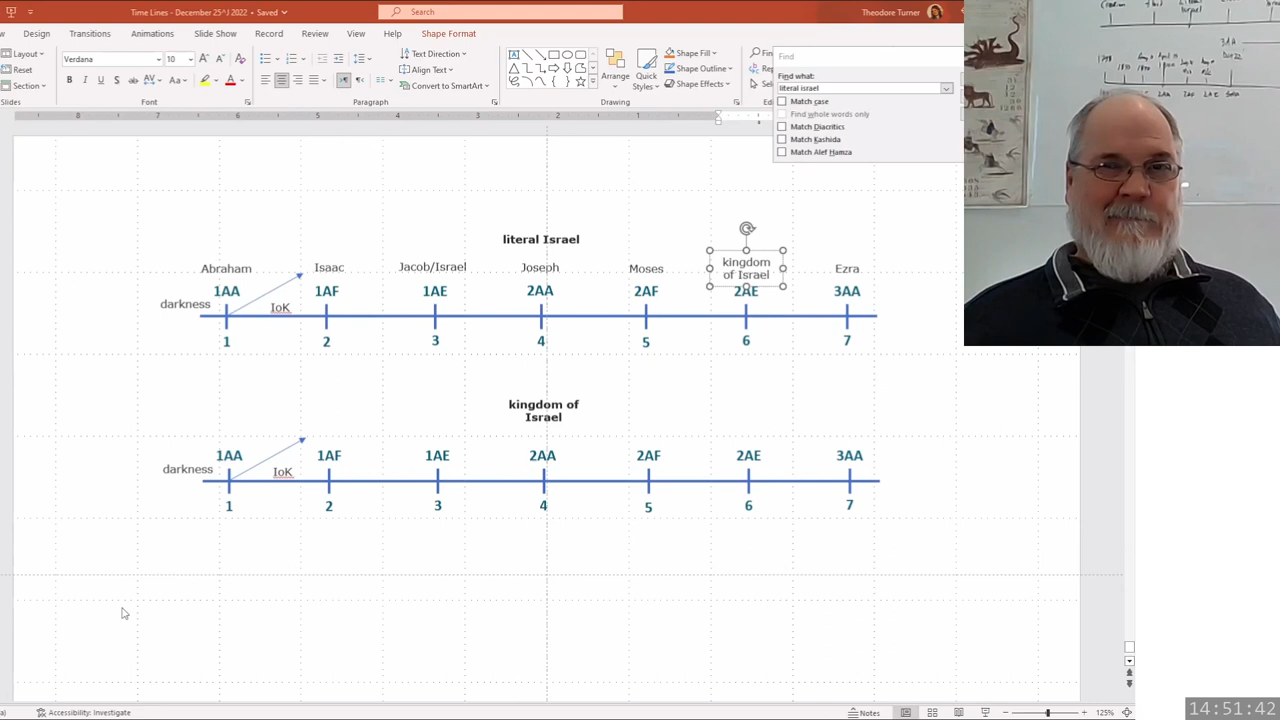 Time Lines - December 25^J 2022 • Saved
Search
Theodore Turner
Design Transitions Animations Slide Show Record Review View Help Shape Format
Layout
Reset
Section
Slides
Verdana 10
Font
Text Direction
Align Text
Convert to SmartArt
Paragraph
Arrange
Quick Styles
Shape Fill
Shape Outline
Shape Effects
Drawing
Find
Find what:
literal israel
Match case
Find whole words only
Match Diacritics
Match Kashida
Match Alef Hamza
literal Israel
Abraham Isaac Jacob/Israel Joseph Moses kingdom of Israel Ezra
1AA 1AF 1AE 2AA 2AF 2AE 3AA
darkness IoK
1 2 3 4 5 6 7
kingdom of
Israel
1AA 1AF 1AE 2AA 2AF 2AE 3AA
darkness IoK
1 2 3 4 5 6 7
Accessibility: Investigate
Notes
125%
14:51:42